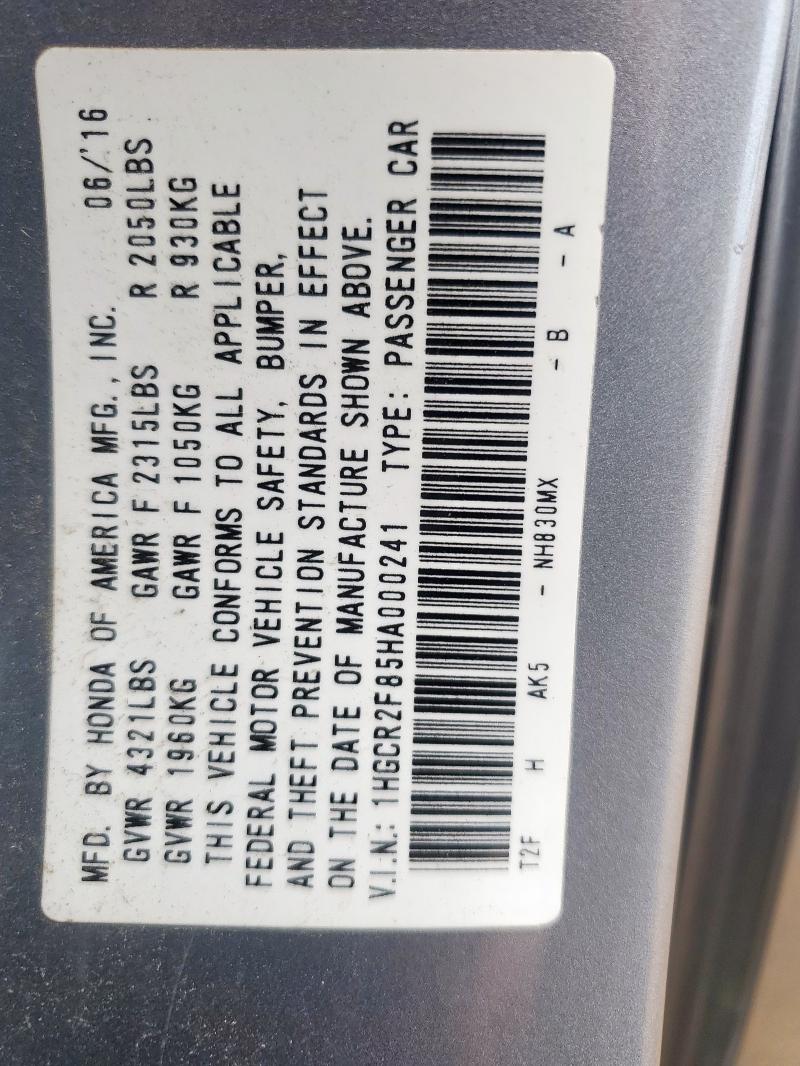 MFD. BY HONDA OF AMERICA MFG., INC. 06/'16
GVWR 4321LBS GAWR F 2315LBS R 2050LBS
GVWR 1960KG GAWR F 1050KG R 930KG
THIS VEHICLE CONFORMS TO ALL APPLICABLE
FEDERAL MOTOR VEHICLE SAFETY, BUMPER,
AND THEFT PREVENTION STANDARDS IN EFFECT
ON THE DATE OF MANUFACTURE SHOWN ABOVE.
V.I.N.: 1HGCR2F85HA000241 TYPE: PASSENGER CAR
T2F H AK5 - NH830MX - B - A